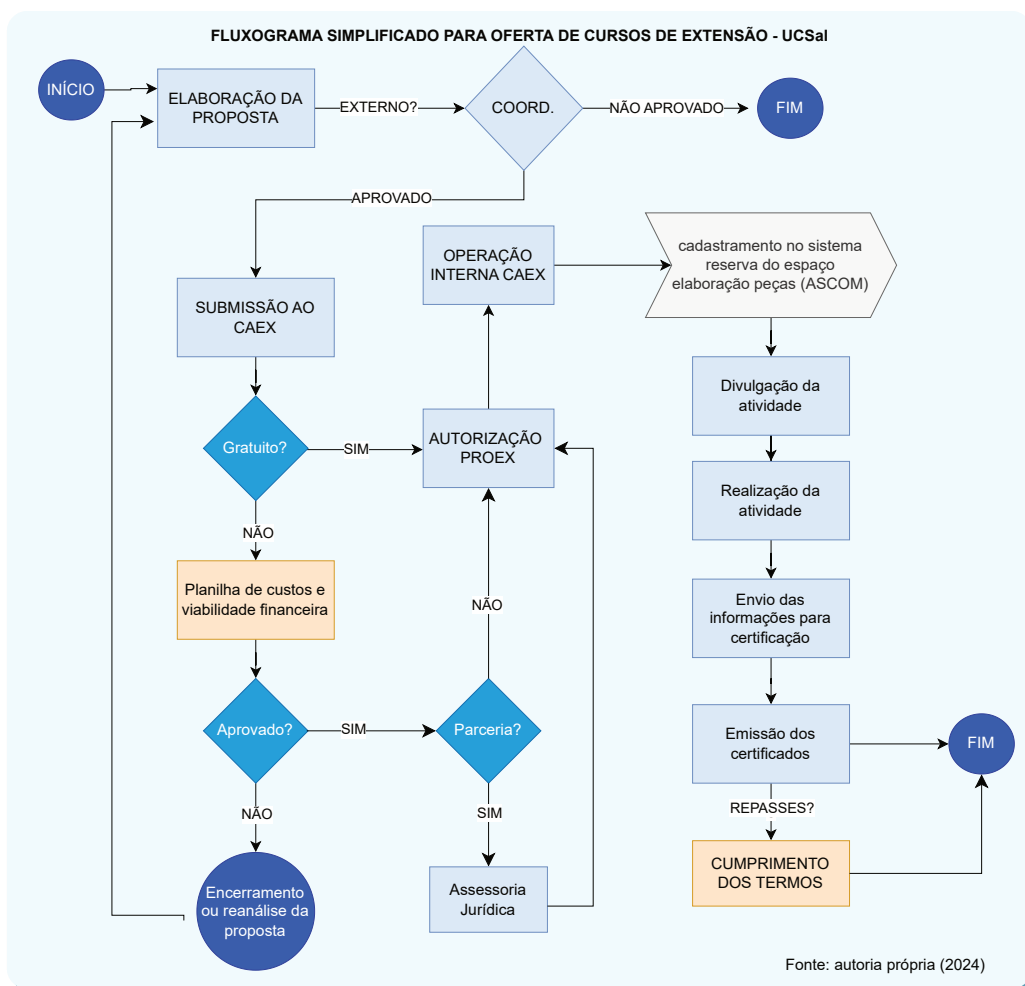 FLUXOGRAMA SIMPLIFICADO PARA OFERTA DE CURSOS DE EXTENSÃO - UCSal
INÍCIO
ELABORAÇÃO DA
PROPOSTA
EXTERNO?
COORD.
NÃO APROVADO
FIM
APROVADO
SUBMISSÃO AO
CAEX
OPERAÇÃO
INTERNA CAEX
cadastramento no sistema
reserva do espaço
elaboração peças (ASCOM)
Gratuito?
SIM
AUTORIZAÇÃO
PROEX
Divulgação da
atividade
Realização da
atividade
NÃO
Planilha de custos e
viabilidade financeira
NÃO
Envio das
informações para
certificação
Aprovado?
SIM
Parceria?
Emissão dos
certificados
FIM
NÃO
SIM
REPASSES?
Encerramento
ou reanálise da
proposta
Assessoria
Jurídica
CUMPRIMENTO
DOS TERMOS
Fonte: autoria própria (2024)